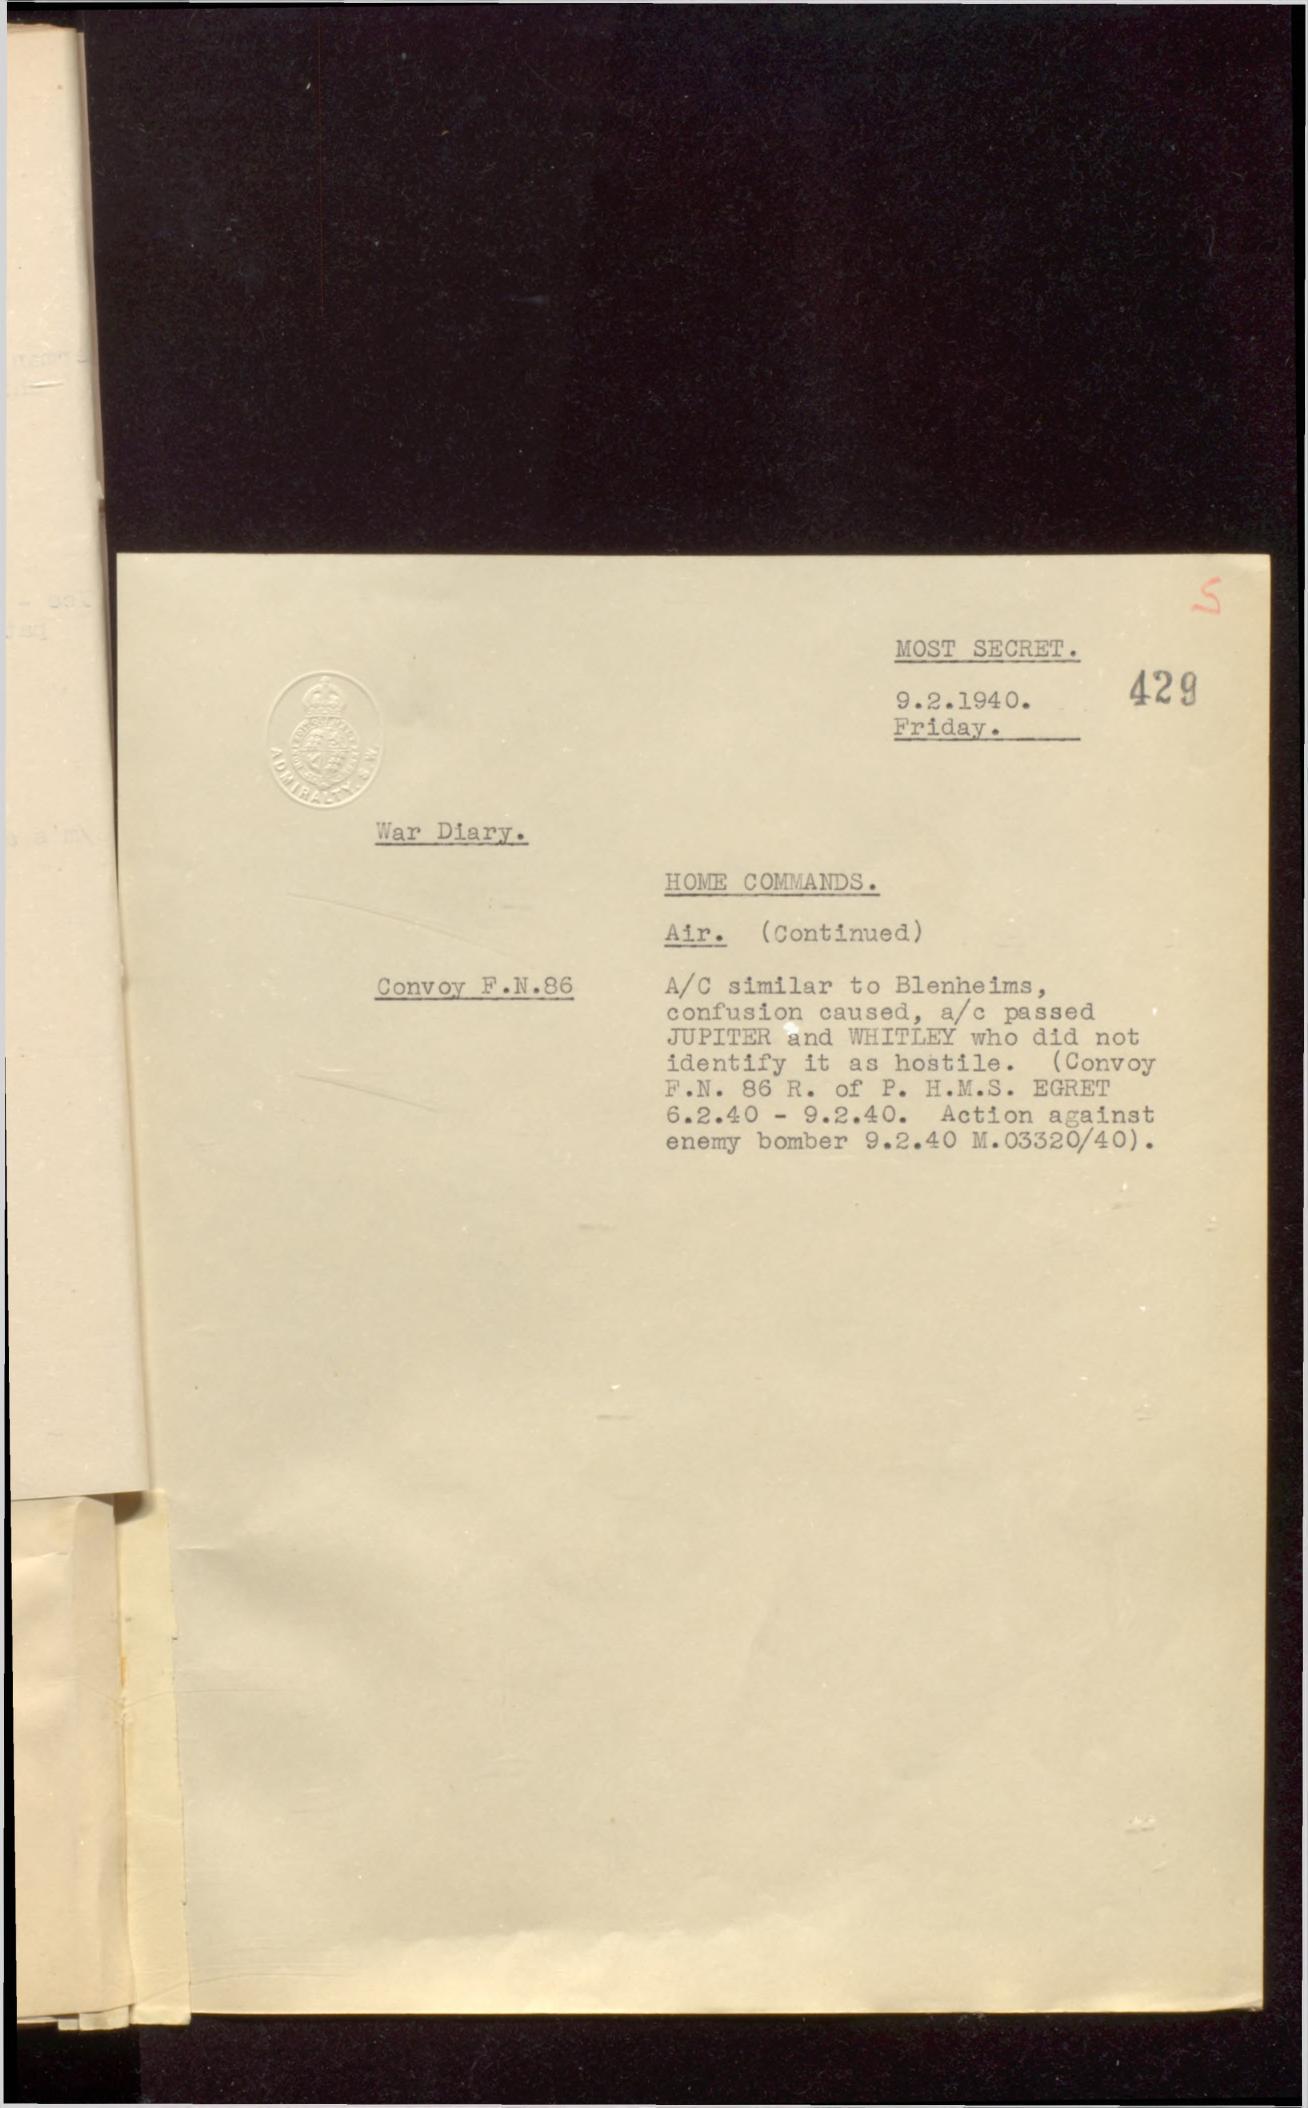 5
MOST SECRET.
429
9.2.1940.
Friday.
ADMIRALTY. S.W.
War Diary.
HOME COMMANDS.
Air. (Continued)
Convoy F.N.86
A/C similar to Blenheims,
confusion caused, a/c passed
JUPITER and WHITLEY who did not
identify it as hostile. (Convoy
F.N. 86 R. of P. H.M.S. EGRET
6.2.40 - 9.2.40. Action against
enemy bomber 9.2.40 M.03320/40).